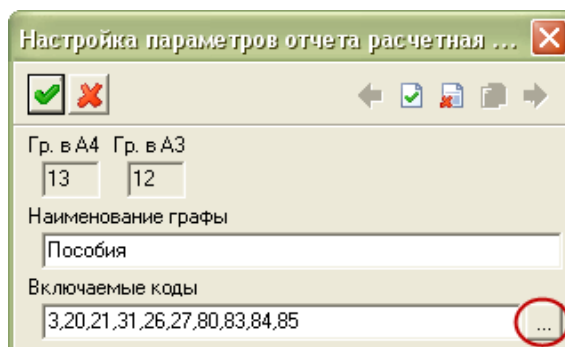 Настройка параметров отчета расчетная ...
Гр. в А4 Гр. в А3
13 12
Наименование графы
Пособия
Включаемые коды
3,20,21,31,26,27,80,83,84,85 ...